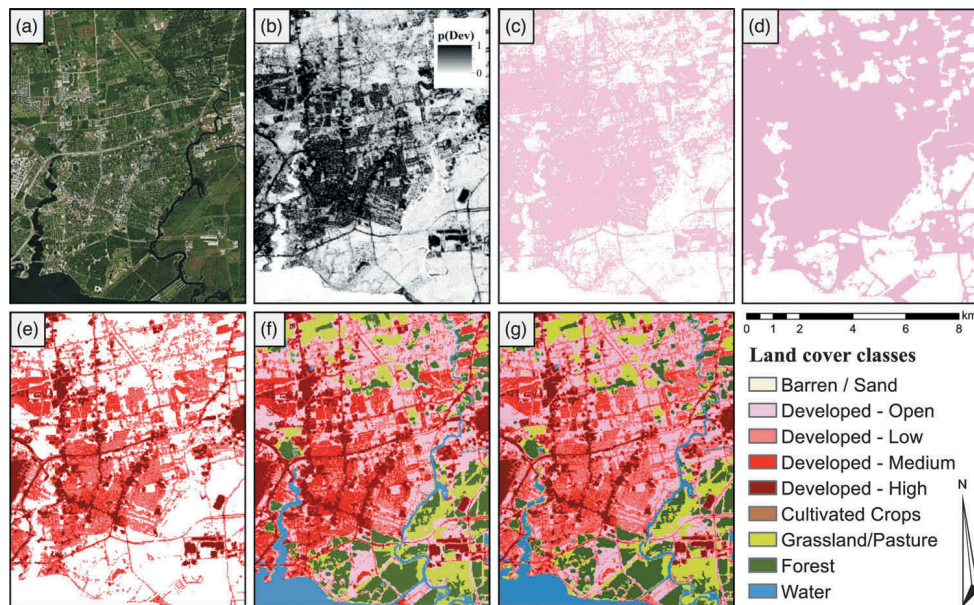 (a)
(b)
p(Dev)
1
0
(c)
(d)
(e)
(f)
(g)
0 2 4 6 8 km
Land cover classes
Barren / Sand
Developed - Open
Developed - Low
Developed - Medium
Developed - High
Cultivated Crops
Grassland/Pasture
Forest
Water
N